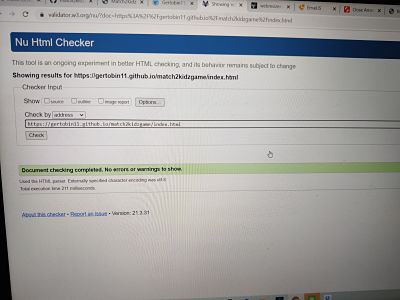 Match2Kidz
Gertobin11
Showing re
webmaster
EmailJS
Close Anno
validator.w3.org/nu/?doc=https%3A%2F%2Fgertobin11.github.io%2Fmatch2kidzgame%2Findex.html
Nu Html Checker
This tool is an ongoing experiment in better HTML checking, and its behavior remains subject to change
Showing results for https://gertobin11.github.io/match2kidzgame/index.html
Checker Input
Show source outline image report Options...
Check by address
https://gertobin11.github.io/match2kidzgame/index.html
Check
Document checking completed. No errors or warnings to show.
Used the HTML parser. Externally specified character encoding was utf-8.
Total execution time 211 milliseconds.
About this checker • Report an issue • Version: 21.3.31